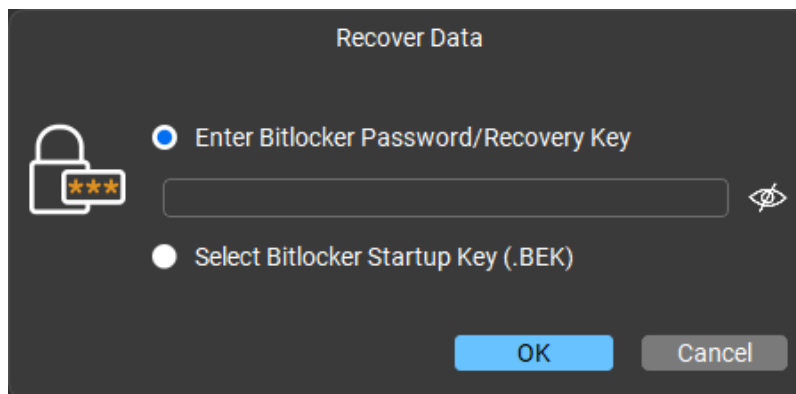 Recover Data
Enter Bitlocker Password/Recovery Key
***
Select Bitlocker Startup Key (.BEK)
OK
Cancel